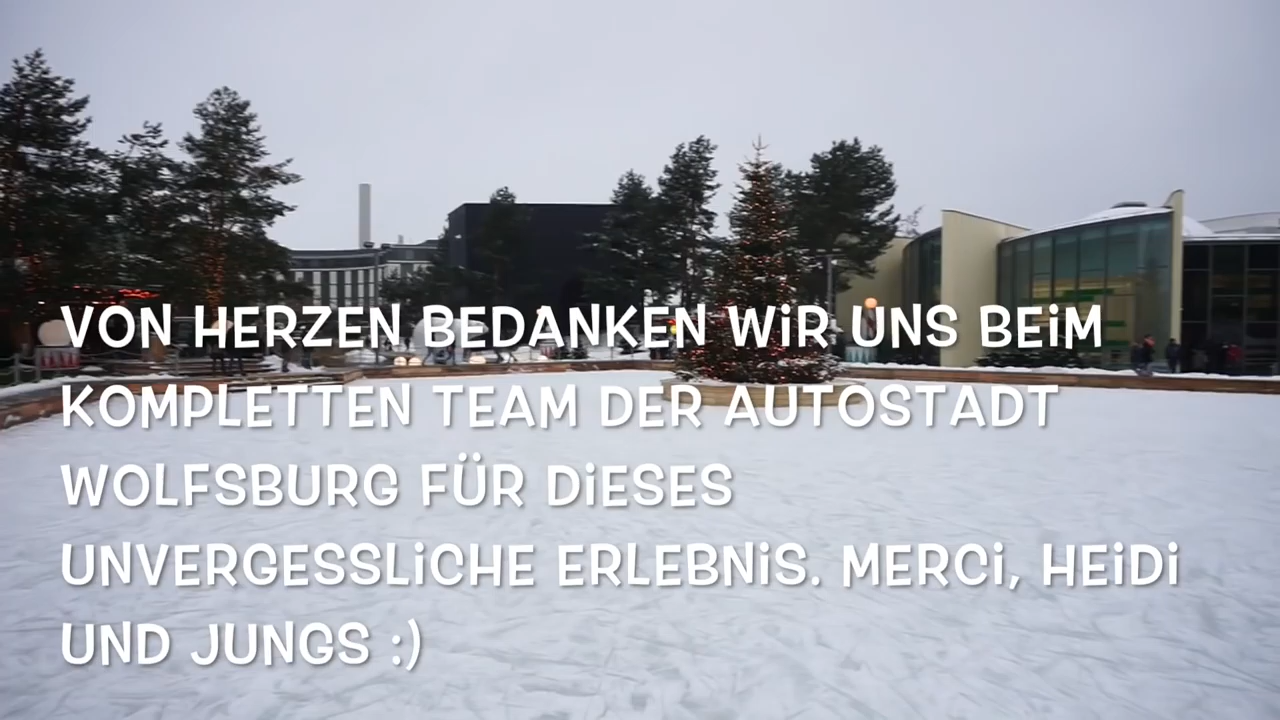 VON HERZEN BEDANKEN WiR UNS BEiM
KOMPLETTEN TEAM DER AUTOSTADT
WOLFSBURG FÜR DiESES
UNVERGESSLiCHE ERLEBNiS. MERCi, HEiDi
UND JUNGS :)